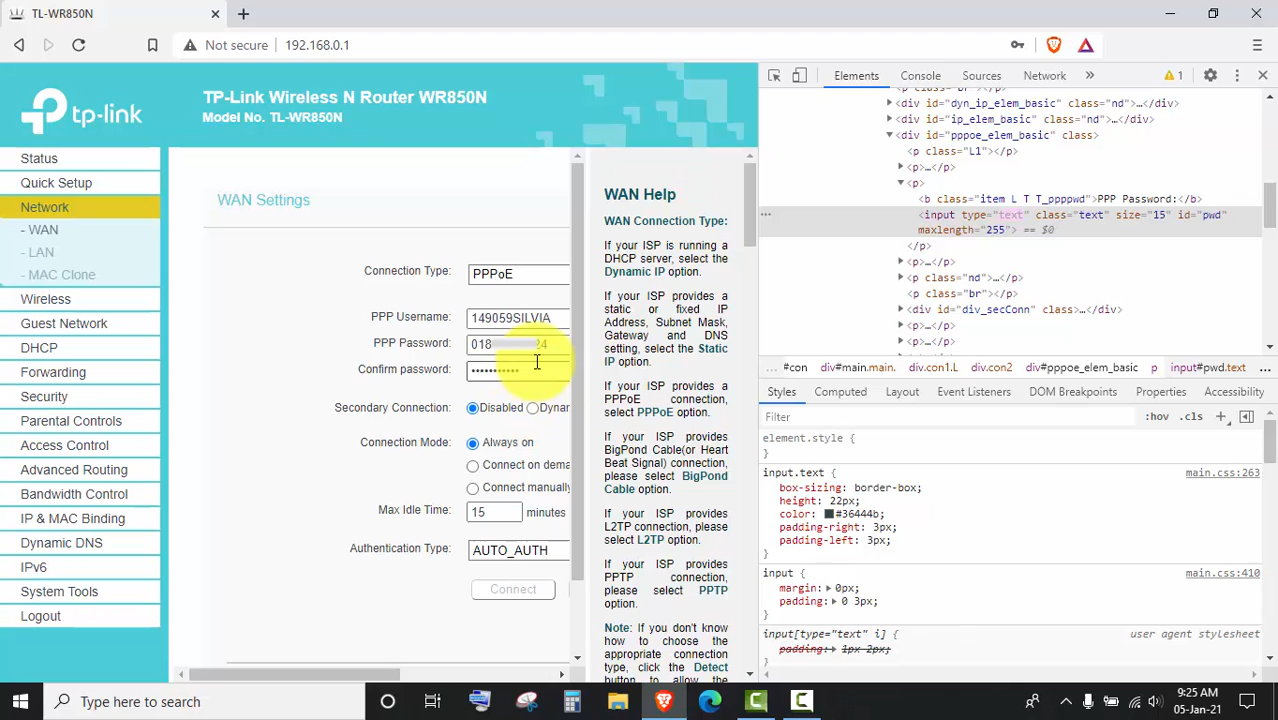 TL-WR850N
Not secure 192.168.0.1
tp-link
TP-Link Wireless N Router WR850N
Model No. TL-WR850N
Status
Quick Setup
Network
- WAN
- LAN
- MAC Clone
Wireless
Guest Network
DHCP
Forwarding
Security
Parental Controls
Access Control
Advanced Routing
Bandwidth Control
IP & MAC Binding
Dynamic DNS
IPv6
System Tools
Logout
WAN Settings
Connection Type: PPPoE
PPP Username: 149059SILVIA
PPP Password: 018 24
Confirm password: •••••••••••
Secondary Connection: Disabled Dynar
Connection Mode: Always on
Connect on dema
Connect manually
Max Idle Time: 15 minutes
Authentication Type: AUTO_AUTH
Connect
WAN Help
WAN Connection Type:
If your ISP is running a
DHCP server, select the
Dynamic IP option.
If your ISP provides a
static or fixed IP
Address, Subnet Mask,
Gateway and DNS
setting, select the Static
IP option.
If your ISP provides a
PPPoE connection,
select PPPoE option.
If your ISP provides
BigPond Cable(or Heart
Beat Signal) connection,
please select BigPond
Cable option.
If your ISP provides
L2TP connection, please
select L2TP option.
If your ISP provides
PPTP connection,
please select PPTP
option.
Note: If you don't know
how to choose the
appropriate connection
type, click the Detect
button to allow the
Elements Console Sources Network » 1
<p class="br"></p>
<div id="dyn_ip_elem_basic" class="nd">…</div>
<div id="ip_elem_basic" class="nd">…</div>
<div id="pppoe_elem_basic" class>
<p class="L1"></p>
<p>…</p>
<p>
<b class="item L T T_ppppwd">PPP Password:</b>
<input type="text" class="text" size="15" id="pwd"
maxlength="255"> == $0
</p>
<p>…</p>
<p class="nd">…</p>
<p class="br"></p>
<div id="div_secConn">…</div>
<p>…</p>
<p>…</p>
#con div#main.main. div.con1.L div.con2 div#pppoe_elem_basic input#pwd.text
Styles Computed Layout Event Listeners DOM Breakpoints Properties Accessibility
Filter :hov .cls +
element.style {
}
input.text { main.css:263
box-sizing: border-box;
height: 22px;
color: #36444b;
padding-right: 3px;
padding-left: 3px;
}
input { main.css:410
margin: 0px;
padding: 0 3px;
}
input[type="text" i] { user agent stylesheet
padding: 1px 2px;
}
Type here to search
9:25 AM
05-Jan-21